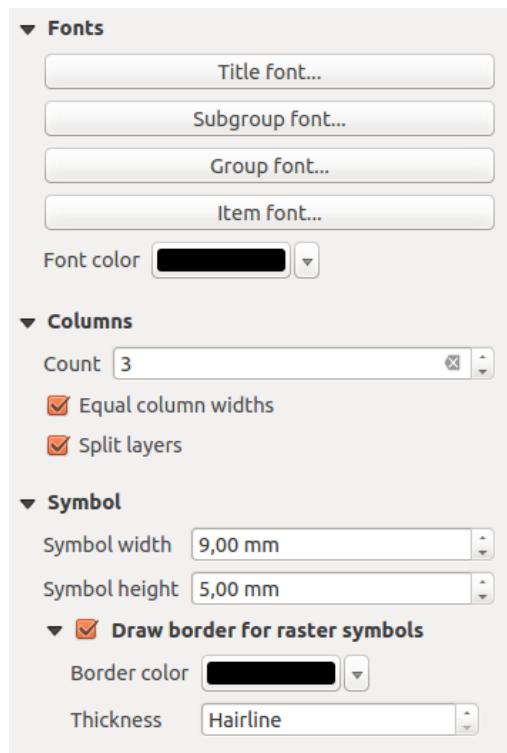 Fonts
Title font...
Subgroup font...
Group font...
Item font...
Font color
Columns
Count 3
Equal column widths
Split layers
Symbol
Symbol width 9,00 mm
Symbol height 5,00 mm
Draw border for raster symbols
Border color
Thickness Hairline